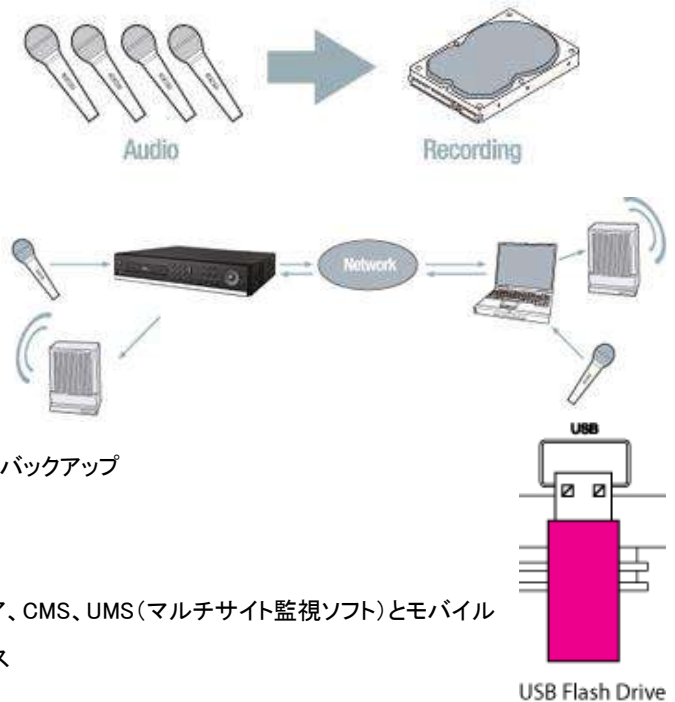 Audio
Recording
Network
USB
バックアップ
ア、CMS、UMS（マルチサイト監視ソフト）とモバイル
ス
USB Flash Drive